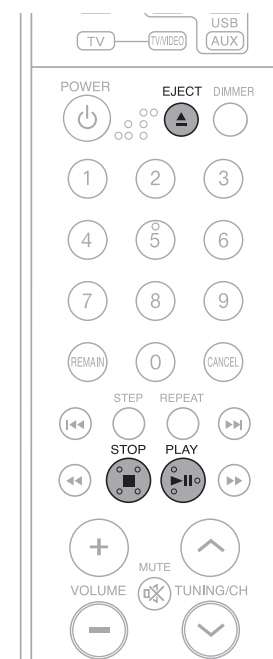 USB
TV TV/VIDEO AUX
POWER EJECT DIMMER
1 2 3
4 5 6
7 8 9
REMAIN 0 CANCEL
STEP REPEAT
STOP PLAY
MUTE
VOLUME TUNING/CH